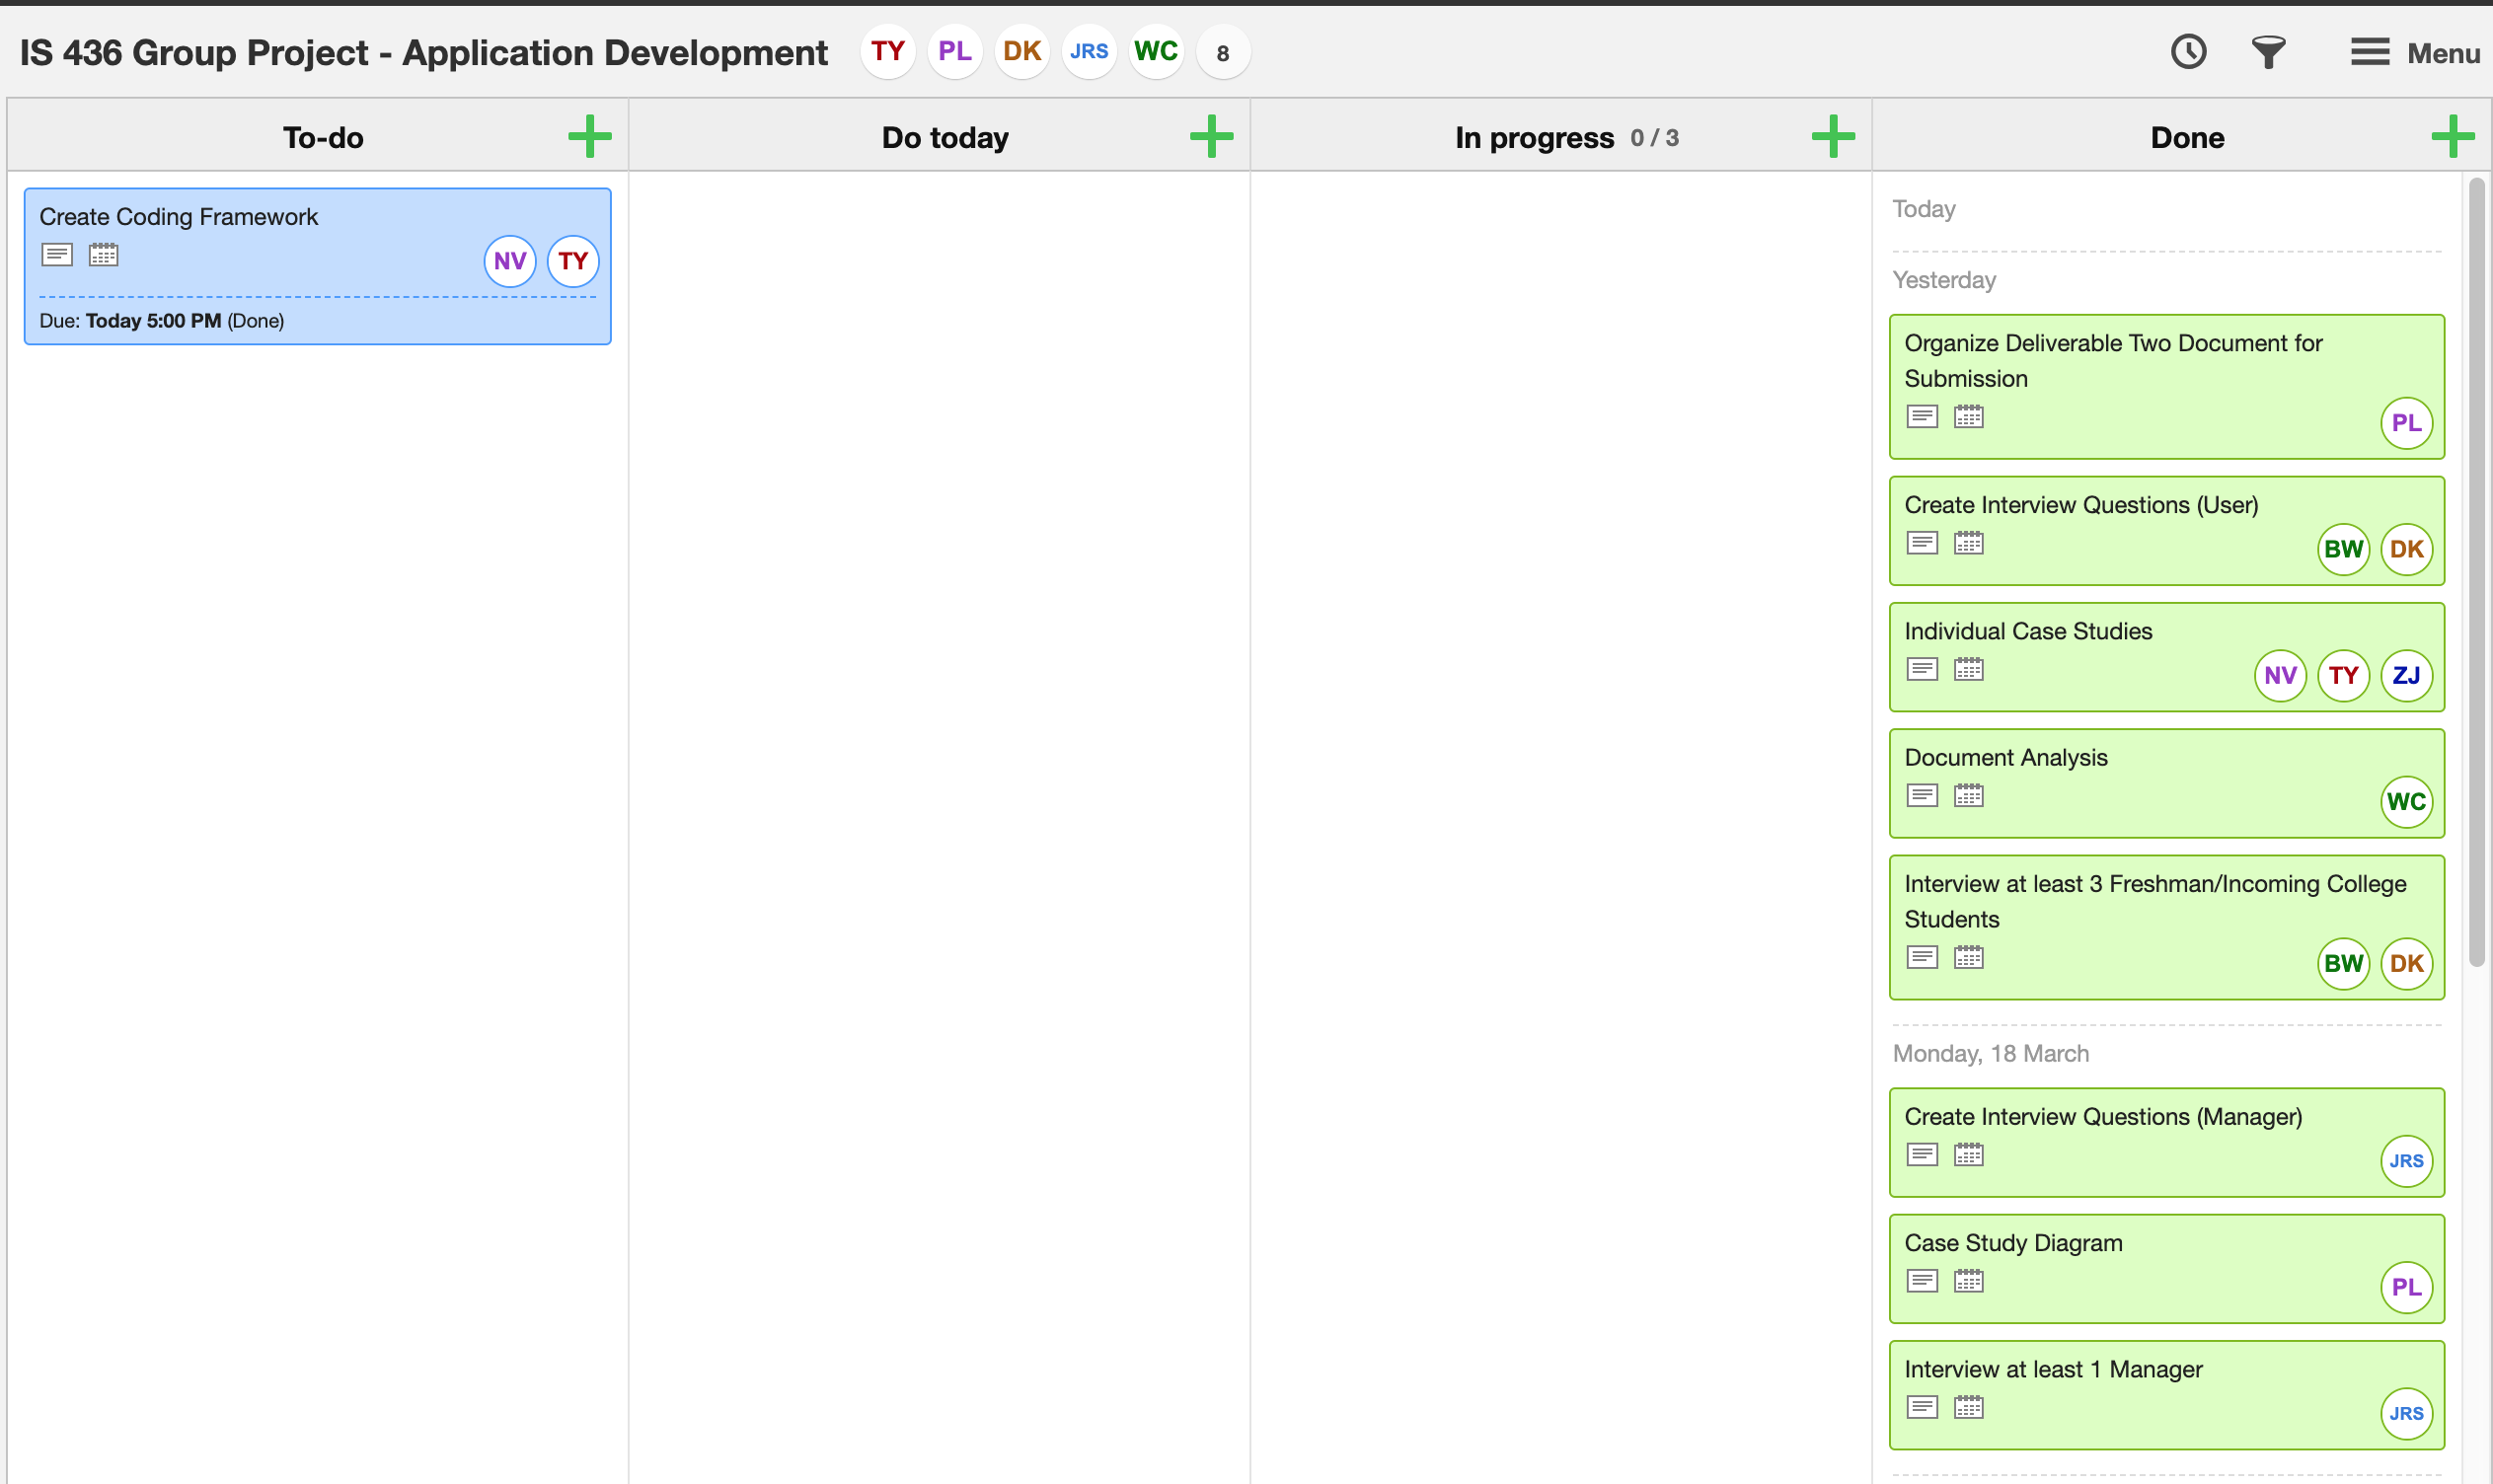 IS 436 Group Project - Application Development TY PL DK JRS WC 8 Menu
To-do
Do today
In progress 0 / 3
Done
Create Coding Framework
NV TY
Due: Today 5:00 PM (Done)
Today
Yesterday
Organize Deliverable Two Document for
Submission
PL
Create Interview Questions (User)
BW DK
Individual Case Studies
NV TY ZJ
Document Analysis
WC
Interview at least 3 Freshman/Incoming College
Students
BW DK
Monday, 18 March
Create Interview Questions (Manager)
JRS
Case Study Diagram
PL
Interview at least 1 Manager
JRS